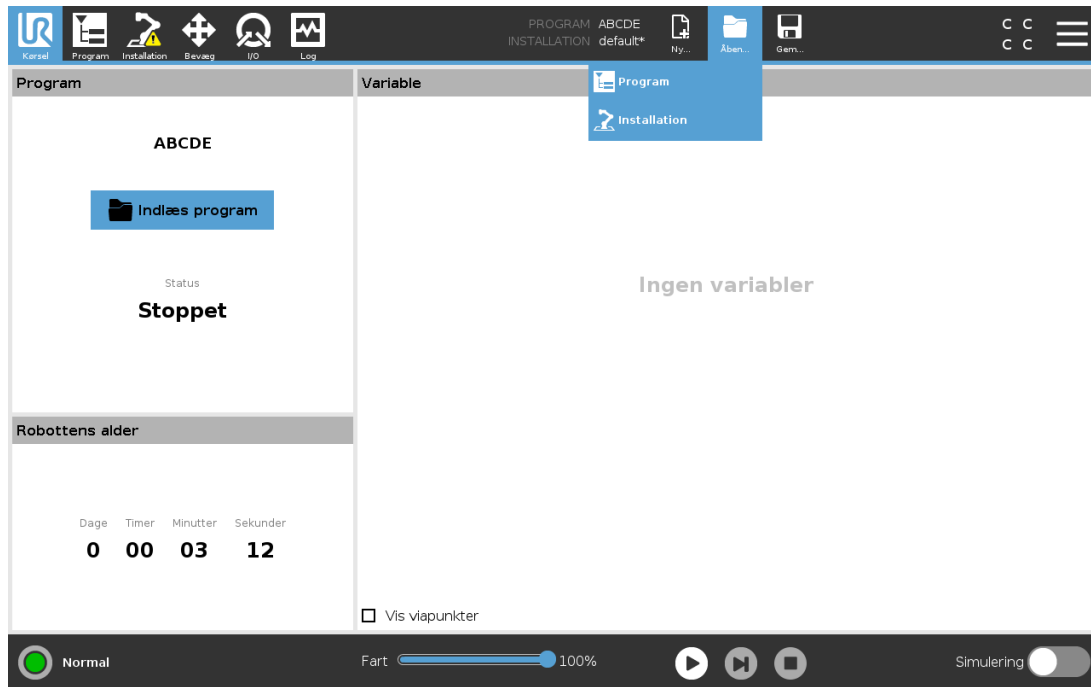 PROGRAM ABCDE
INSTALLATION default*
Kørsel Program Installation Bevæg I/O Log Ny... Åben... Gem...
C C
C C
Program
Variable
Program
Installation
ABCDE
Indlæs program
Status
Stoppet
Ingen variabler
Robottens alder
Dage Timer Minutter Sekunder
0 00 03 12
Vis viapunkter
Normal
Fart 100%
Simulering